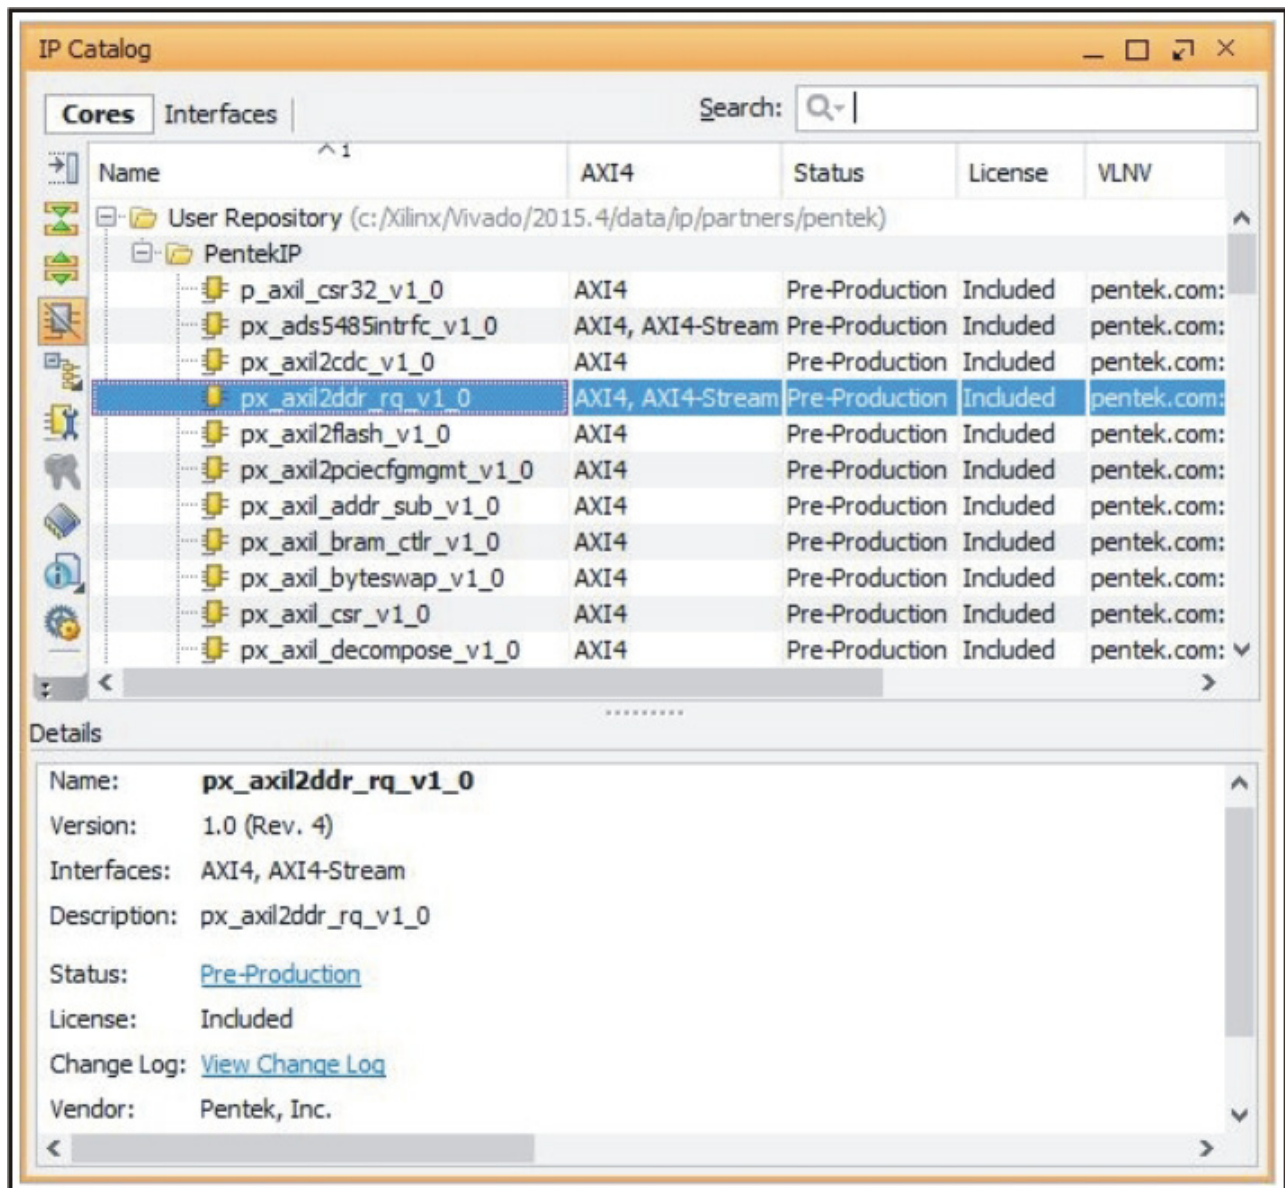 IP Catalog
Cores Interfaces Search:
Name 1 AXI4 Status License VLNV
User Repository (c:/Xilinx/Vivado/2015.4/data/ip/partners/pentek)
PentekIP
p_axil_csr32_v1_0 AXI4 Pre-Production Included pentek.com:
px_ads5485intrfc_v1_0 AXI4, AXI4-Stream Pre-Production Included pentek.com:
px_axil2cdc_v1_0 AXI4 Pre-Production Included pentek.com:
px_axil2ddr_rq_v1_0 AXI4, AXI4-Stream Pre-Production Included pentek.com:
px_axil2flash_v1_0 AXI4 Pre-Production Included pentek.com:
px_axil2pciecfgmgmt_v1_0 AXI4 Pre-Production Included pentek.com:
px_axil_addr_sub_v1_0 AXI4 Pre-Production Included pentek.com:
px_axil_bram_ctlr_v1_0 AXI4 Pre-Production Included pentek.com:
px_axil_byteswap_v1_0 AXI4 Pre-Production Included pentek.com:
px_axil_csr_v1_0 AXI4 Pre-Production Included pentek.com:
px_axil_decompose_v1_0 AXI4 Pre-Production Included pentek.com:
Details
Name: px_axil2ddr_rq_v1_0
Version: 1.0 (Rev. 4)
Interfaces: AXI4, AXI4-Stream
Description: px_axil2ddr_rq_v1_0
Status: Pre-Production
License: Included
Change Log: View Change Log
Vendor: Pentek, Inc.